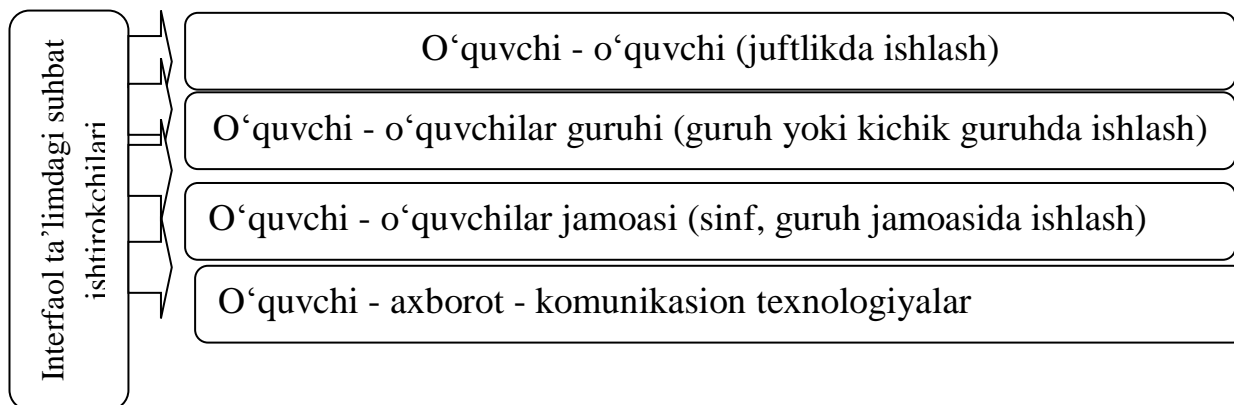 Interfaol ta’limdagi suhbat
ishtirokchilari
O‘quvchi - o‘quvchi (juftlikda ishlash)
O‘quvchi - o‘quvchilar guruhi (guruh yoki kichik guruhda ishlash)
O‘quvchi - o‘quvchilar jamoasi (sinf, guruh jamoasida ishlash)
O‘quvchi - axborot - komunikasion texnologiyalar